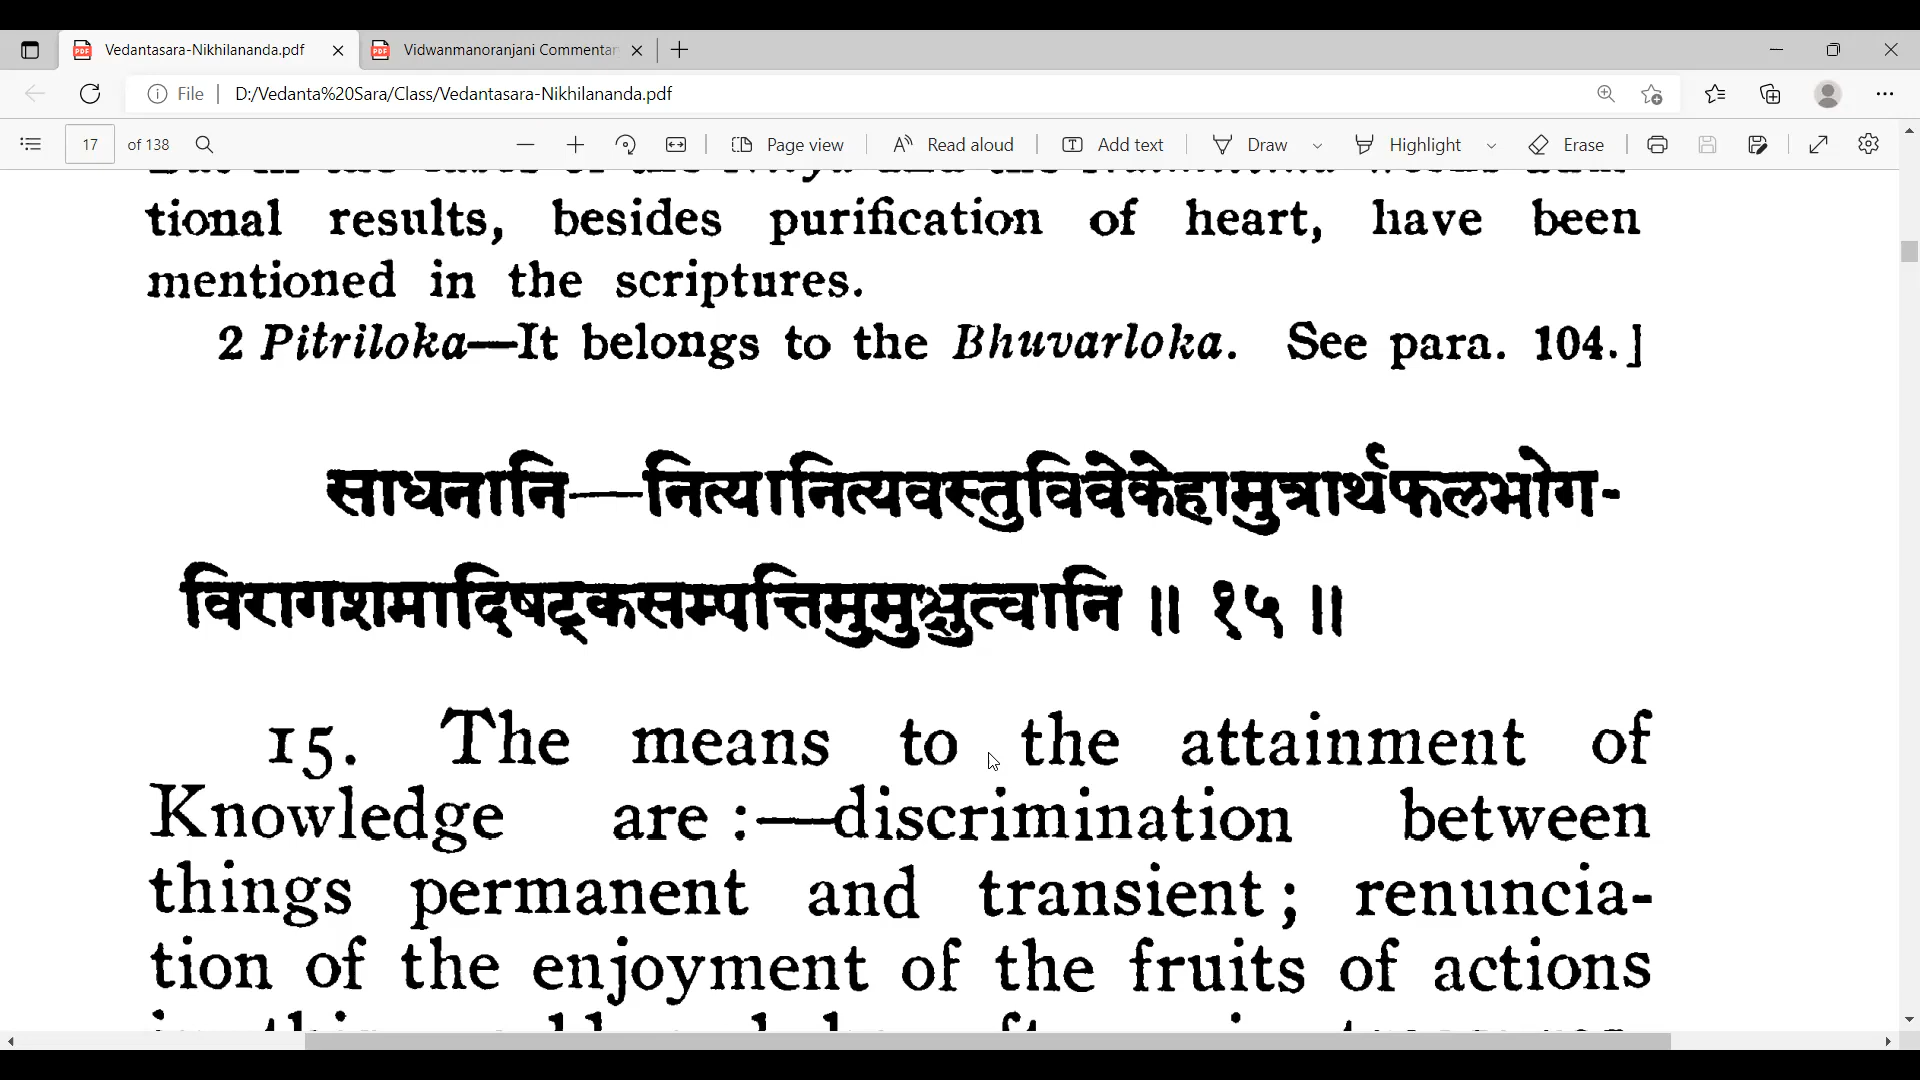 Vedantasara-Nikhilananda.pdf
Vidwanmanoranjani Commentar
File
D:/Vedanta%20Sara/Class/Vedantasara-Nikhilananda.pdf
17 of 138
Page view
Read aloud
Add text
Draw
Highlight
Erase
tional results, besides purification of heart, have been
mentioned in the scriptures.
2 Pitriloka—It belongs to the Bhuvarloka. See para. 104.]
साधनानि—नित्यानित्यवस्तुविवेकेहामुत्रार्थफलभोग-
विरागशमादिषट्कसम्पत्तिमुमुक्षुत्वानि ॥ १५ ॥
15. The means to the attainment of
Knowledge are :—discrimination between
things permanent and transient ; renuncia-
tion of the enjoyment of the fruits of actions